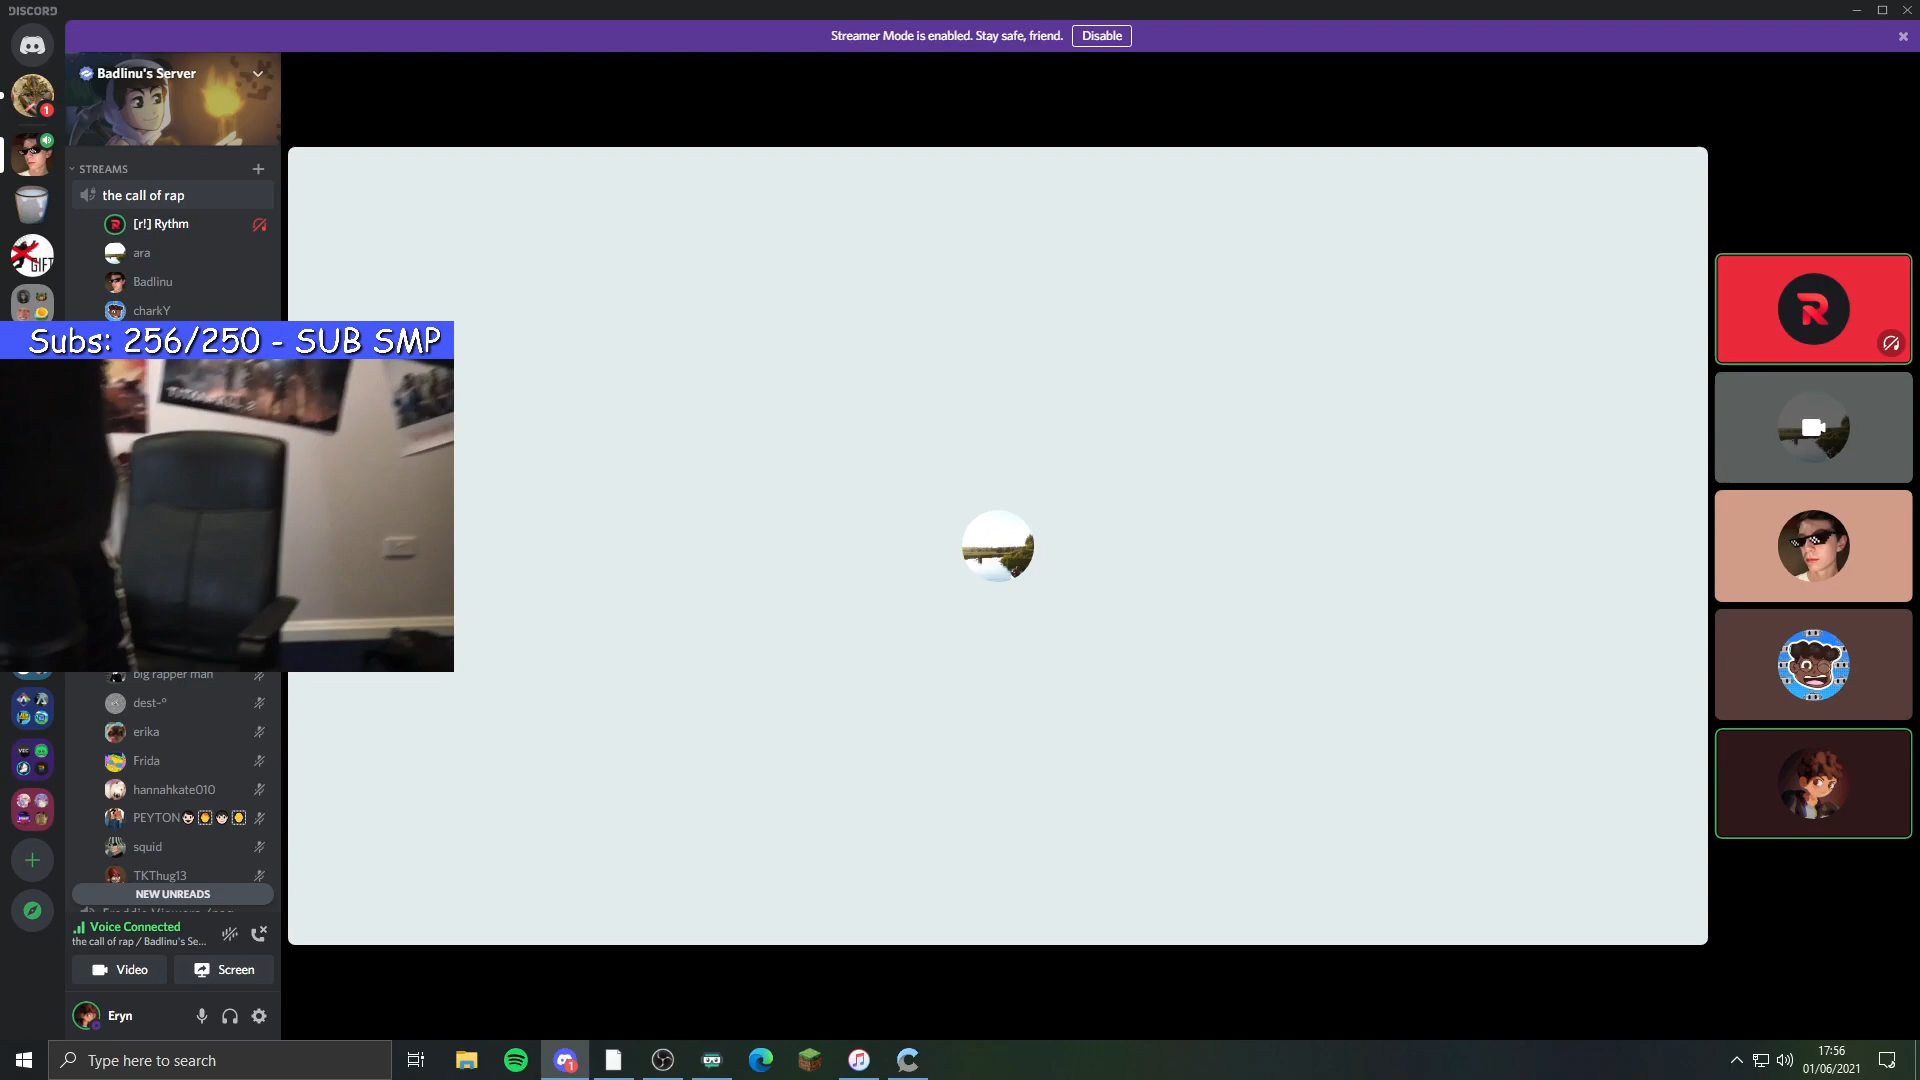 DISCORD
Streamer Mode is enabled. Stay safe, friend.
Disable
Badlinu's Server
STREAMS
the call of rap
[r!] Rythm
ara
Badlinu
charkY
GIFT
Subs: 256/250 - SUB SMP
big rapper man
dest-°
erika
Frida
hannahkate010
PEYTON
squid
TKThug13
NEW UNREADS
Voice Connected
the call of rap / Badlinu's Se...
Video
Screen
Eryn
Type here to search
17:56
01/06/2021